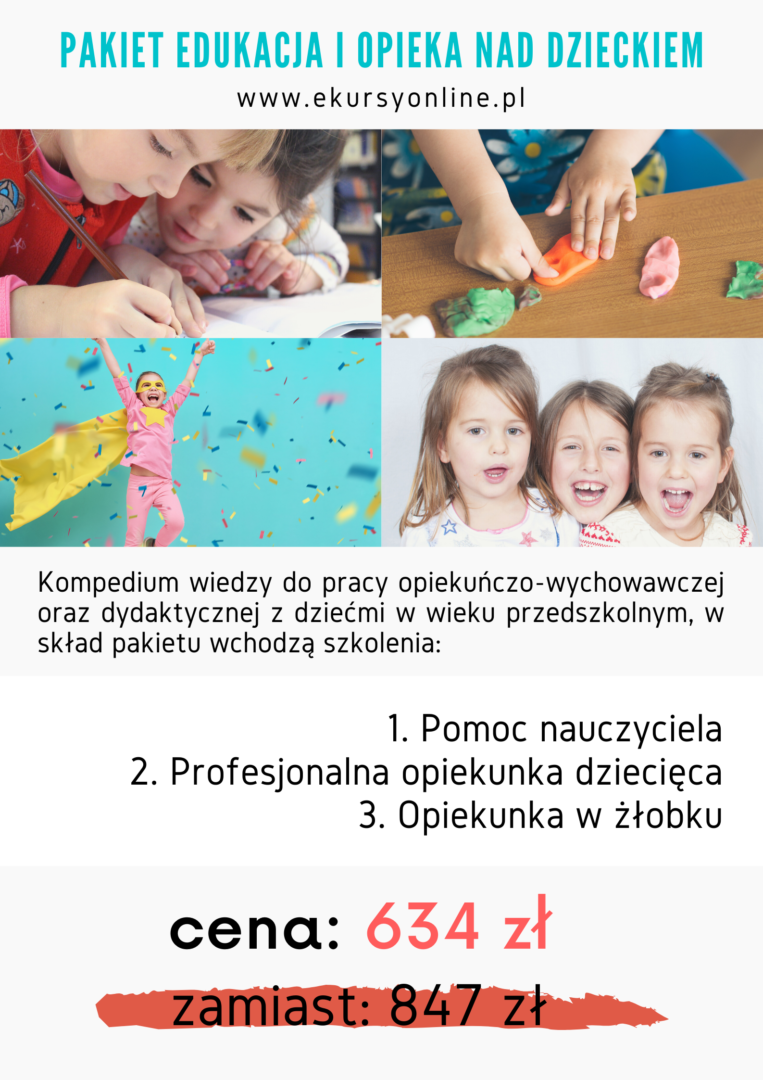 PAKIET EDUKACJA I OPIEKA NAD DZIECKIEM
www.ekursyonline.pl
Kompedium wiedzy do pracy opiekuńczo-wychowawczej
oraz dydaktycznej z dziećmi w wieku przedszkolnym, w
skład pakietu wchodzą szkolenia:
1. Pomoc nauczyciela
2. Profesjonalna opiekunka dziecięca
3. Opiekunka w żłobku
cena: 634 zł
zamiast: 847 zł